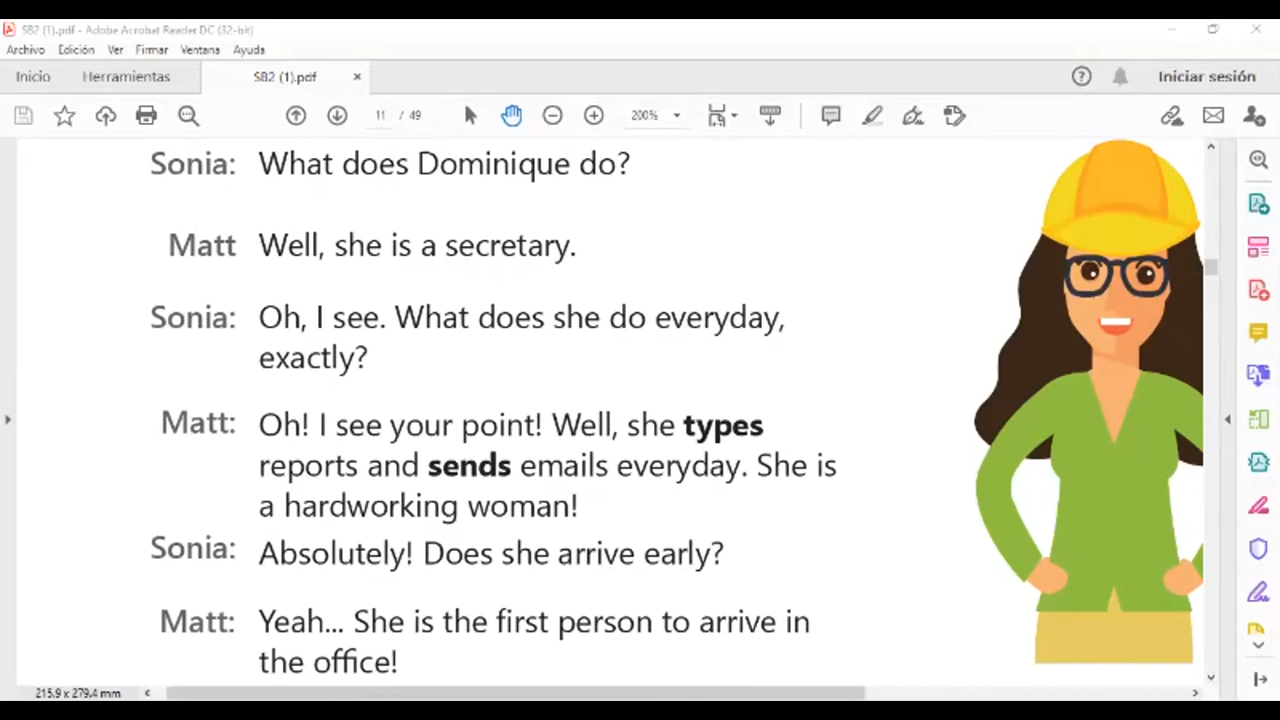 SB2 (1).pdf - Adobe Acrobat Reader DC (32-bit)
Archivo Edición Ver Firmar Ventana Ayuda
Inicio Herramientas SB2 (1).pdf × Iniciar sesión
11 / 49 200%
Sonia: What does Dominique do?
Matt Well, she is a secretary.
Sonia: Oh, I see. What does she do everyday,
exactly?
Matt: Oh! I see your point! Well, she types
reports and sends emails everyday. She is
a hardworking woman!
Sonia: Absolutely! Does she arrive early?
Matt: Yeah... She is the first person to arrive in
the office!
215.9 x 279.4 mm